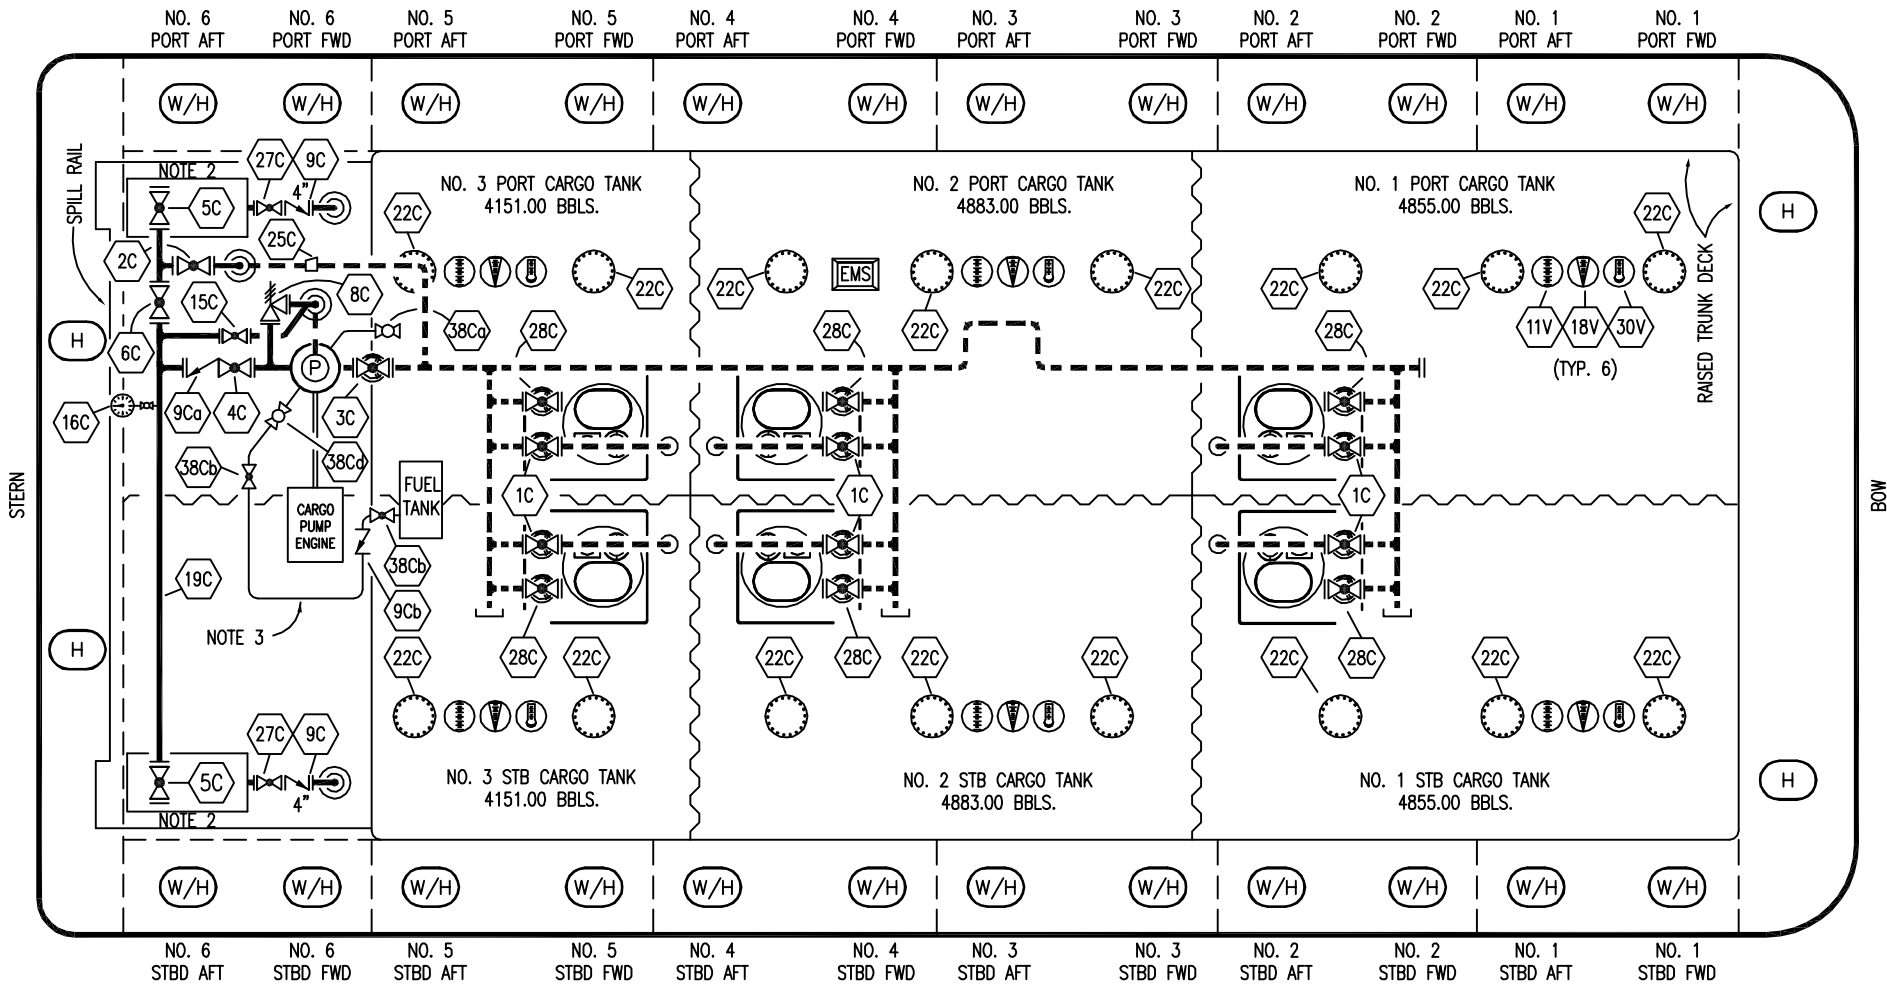 NO. 6 NO. 6 NO. 5 NO. 5 NO. 4 NO. 4 NO. 3 NO. 3 NO. 2 NO. 2 NO. 1 NO. 1
PORT AFT PORT FWD PORT AFT PORT FWD PORT AFT PORT FWD PORT AFT PORT FWD PORT AFT PORT FWD PORT AFT PORT FWD
W/H W/H W/H W/H W/H W/H W/H W/H W/H W/H W/H W/H
SPILL RAIL
NOTE 2
27C 9C
4"
5C
25C
2C
8C
15C
6C
H
38Ca
P
9Ca 4C 3C
16C
38Cb
38Cd
FUEL
TANK
CARGO
PUMP
ENGINE
38Cb
9Cb
19C
NOTE 3
H
STERN
27C 9C
4"
5C
NOTE 2
NO. 3 PORT CARGO TANK
4151.00 BBLS.
22C
22C
28C
1C
22C 28C 22C
NO. 3 STB CARGO TANK
4151.00 BBLS.
NO. 2 PORT CARGO TANK
4883.00 BBLS.
22C
EMS
22C
28C 22C
1C
22C 28C 22C 22C
NO. 2 STB CARGO TANK
4883.00 BBLS.
NO. 1 PORT CARGO TANK
4855.00 BBLS.
22C
22C 22C
28C
11V 18V 30V
(TYP. 6)
RAISED TRUNK DECK
1C
22C 28C 22C 22C
NO. 1 STB CARGO TANK
4855.00 BBLS.
H
BOW
H
W/H W/H W/H W/H W/H W/H W/H W/H W/H W/H W/H W/H
NO. 6 NO. 6 NO. 5 NO. 5 NO. 4 NO. 4 NO. 3 NO. 3 NO. 2 NO. 2 NO. 1 NO. 1
STBD AFT STBD FWD STBD AFT STBD FWD STBD AFT STBD FWD STBD AFT STBD FWD STBD AFT STBD FWD STBD AFT STBD FWD